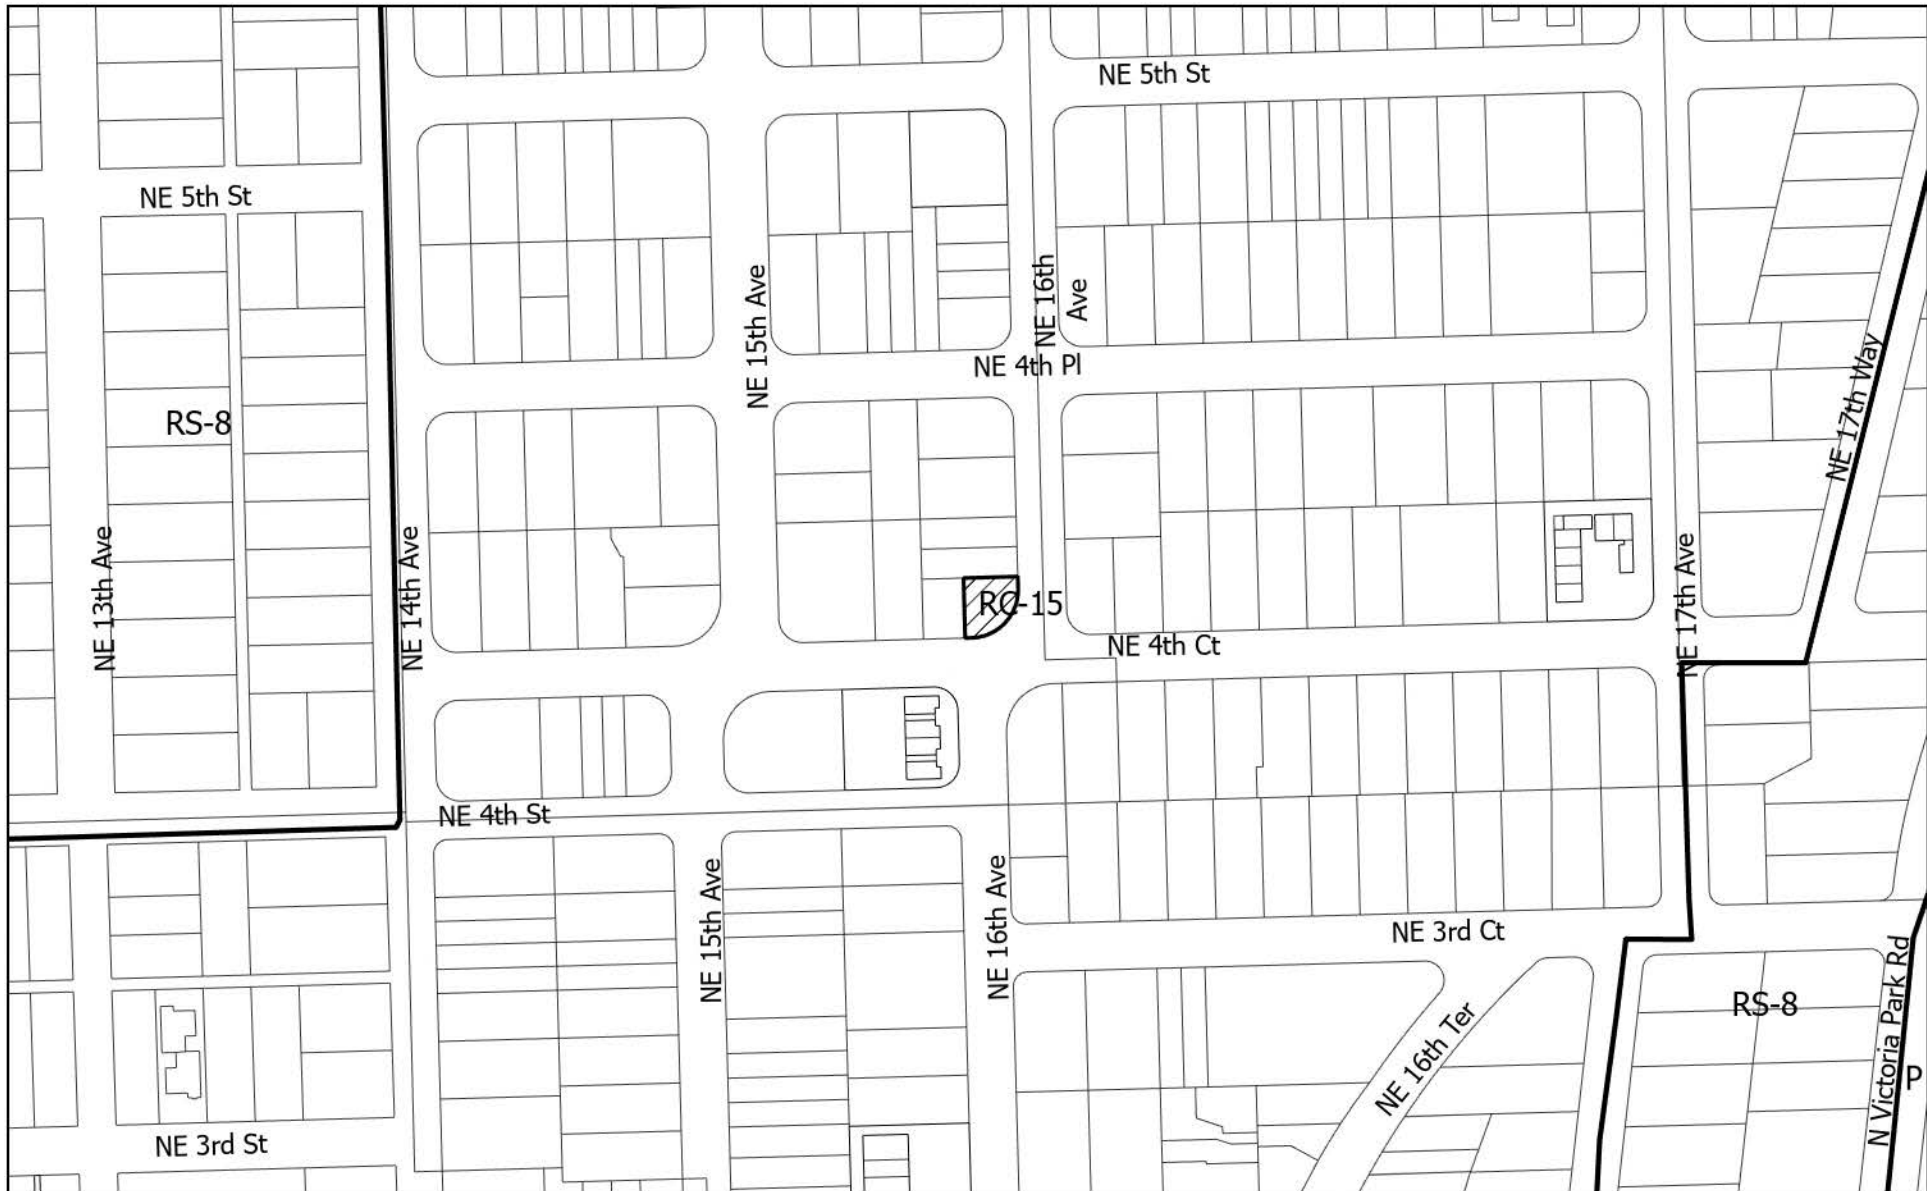 NE 5th St
NE 5th St
NE 15th Ave
NE 16th
Ave
NE 4th Pl
NE 17th Way
RS-8
NE 13th Ave
NE 14th Ave
RC-15
NE 17th Ave
NE 4th Ct
NE 4th St
NE 15th Ave
NE 16th Ave
NE 3rd Ct
NE 16th Ter
RS-8
N Victoria Park Rd
P
NE 3rd St